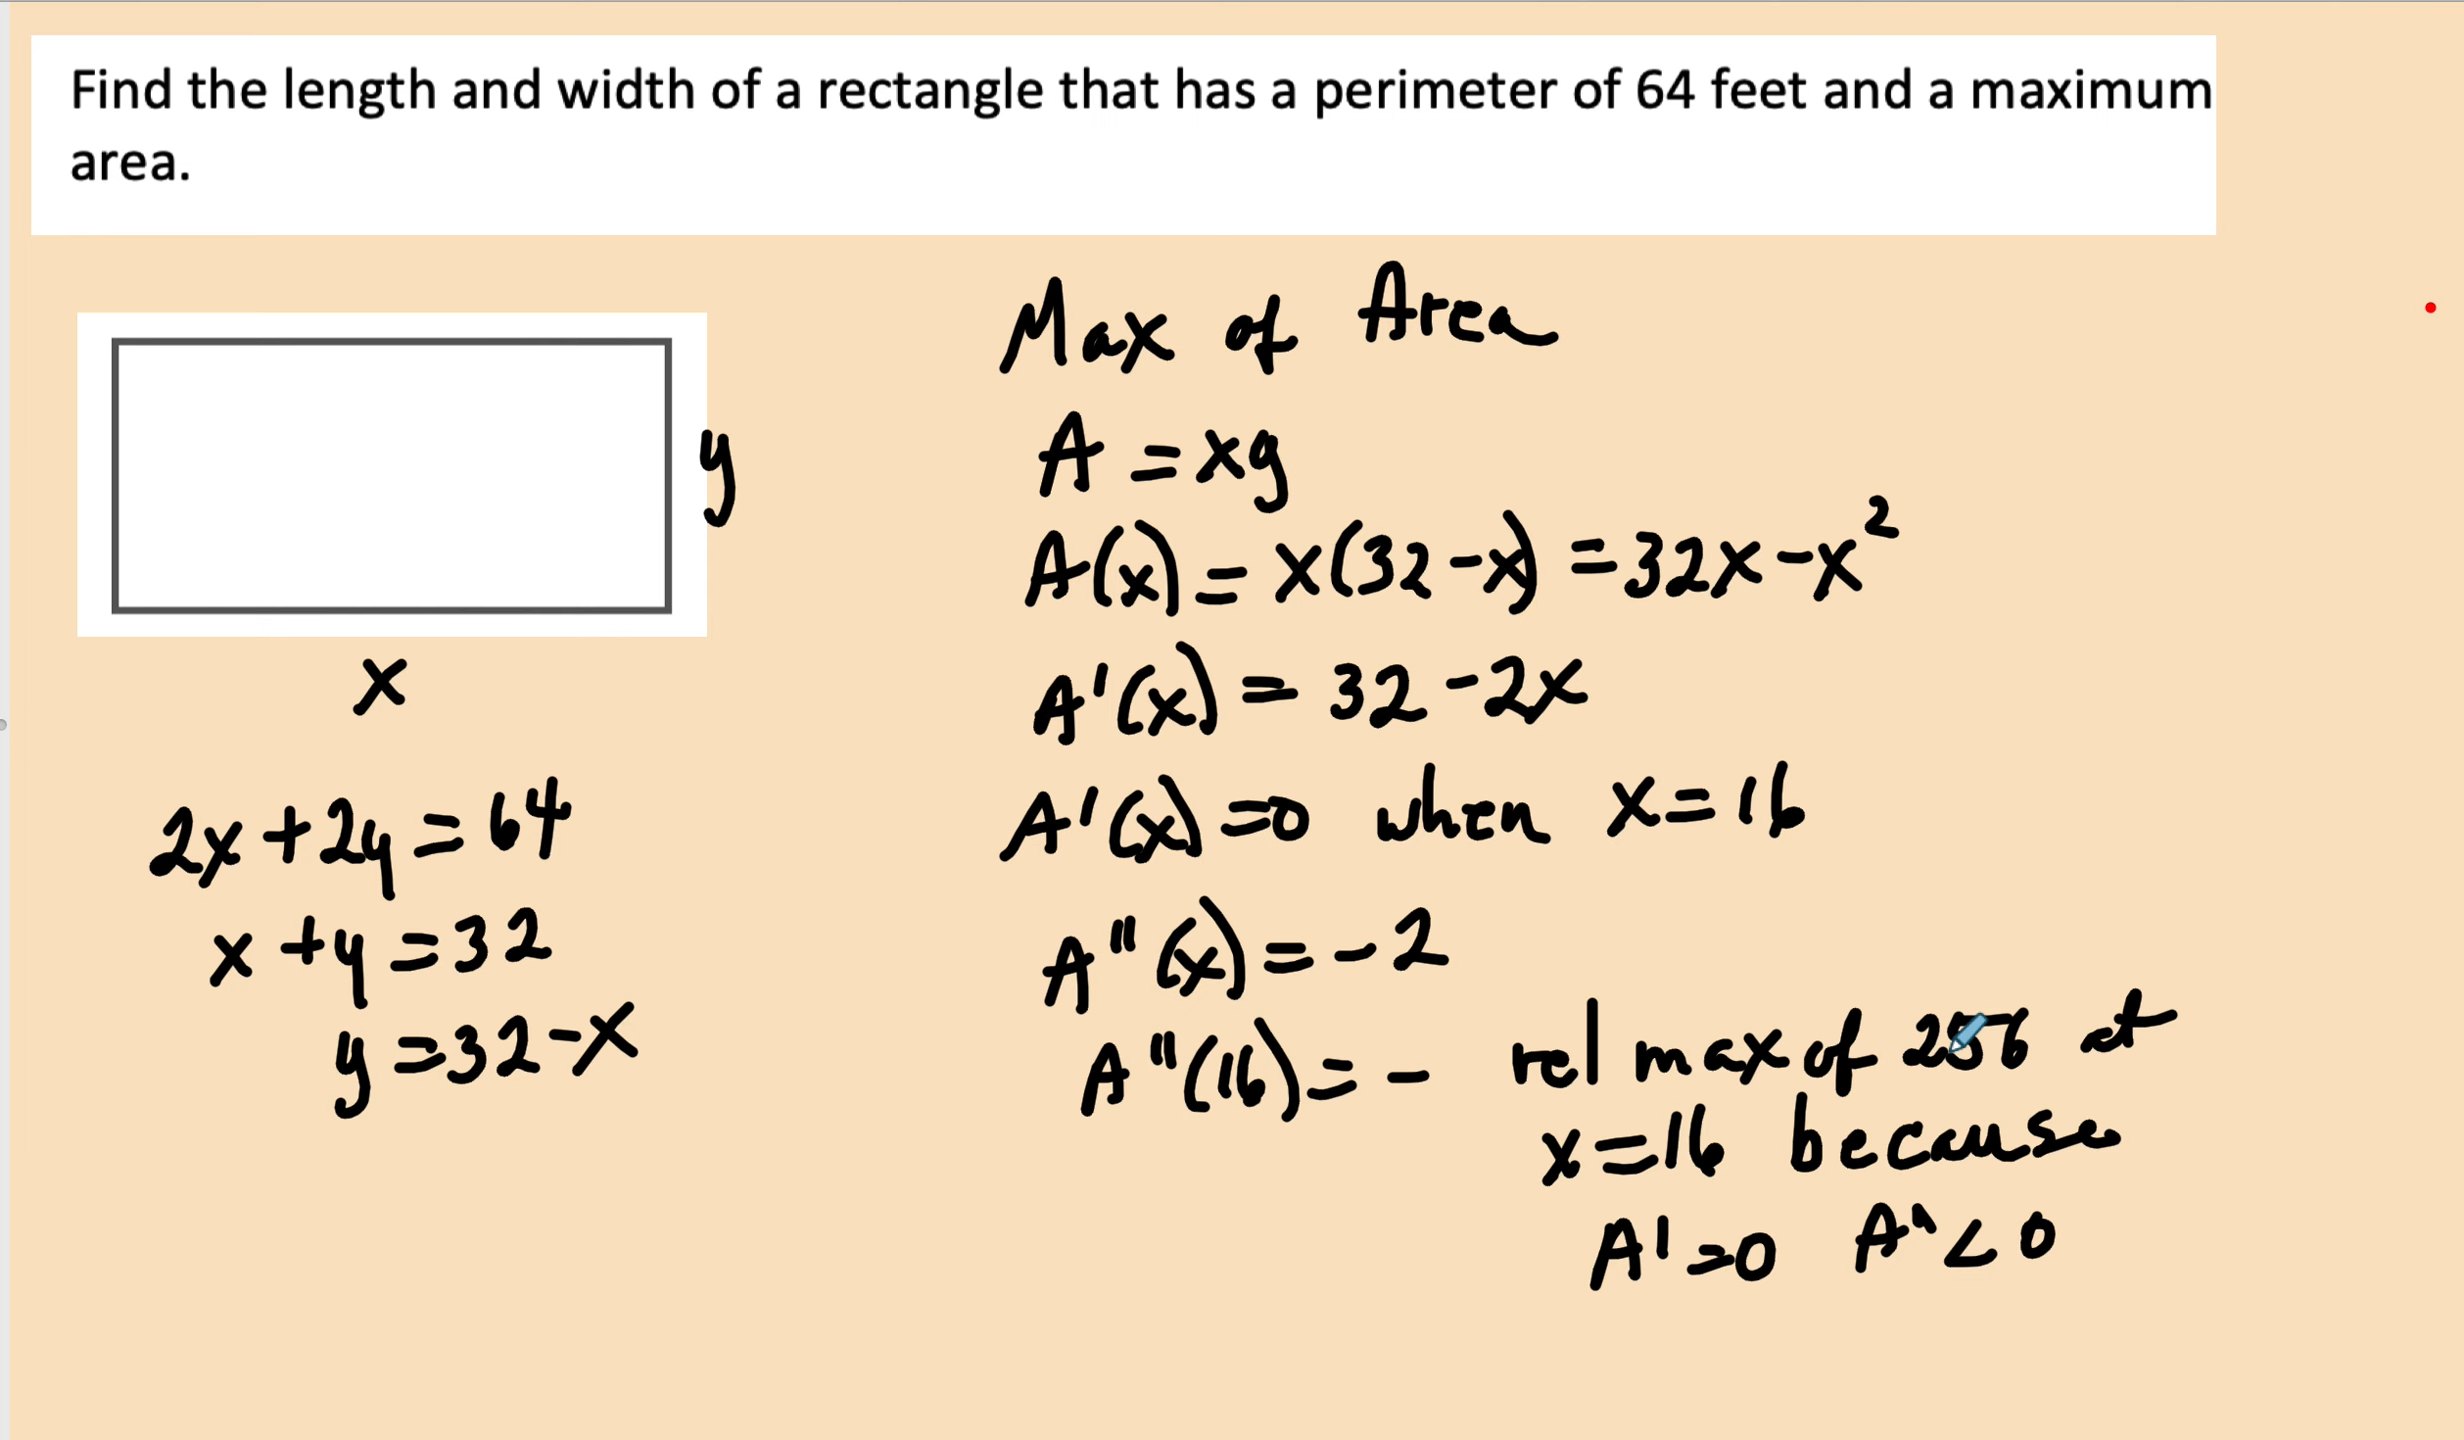 Find the length and width of a rectangle that has a perimeter of 64 feet and a maximum
area.
y
x
2x+2y=64
x+y=32
y=32-x
Max of Area
A=xy
A(x)=x(32-x)=32x-x²
A'(x)=32-2x
A'(x)=0 when x=16
A"(x)=-2
A"(16)=- rel max of 256 at
x=16 because
A'=0 A"<0